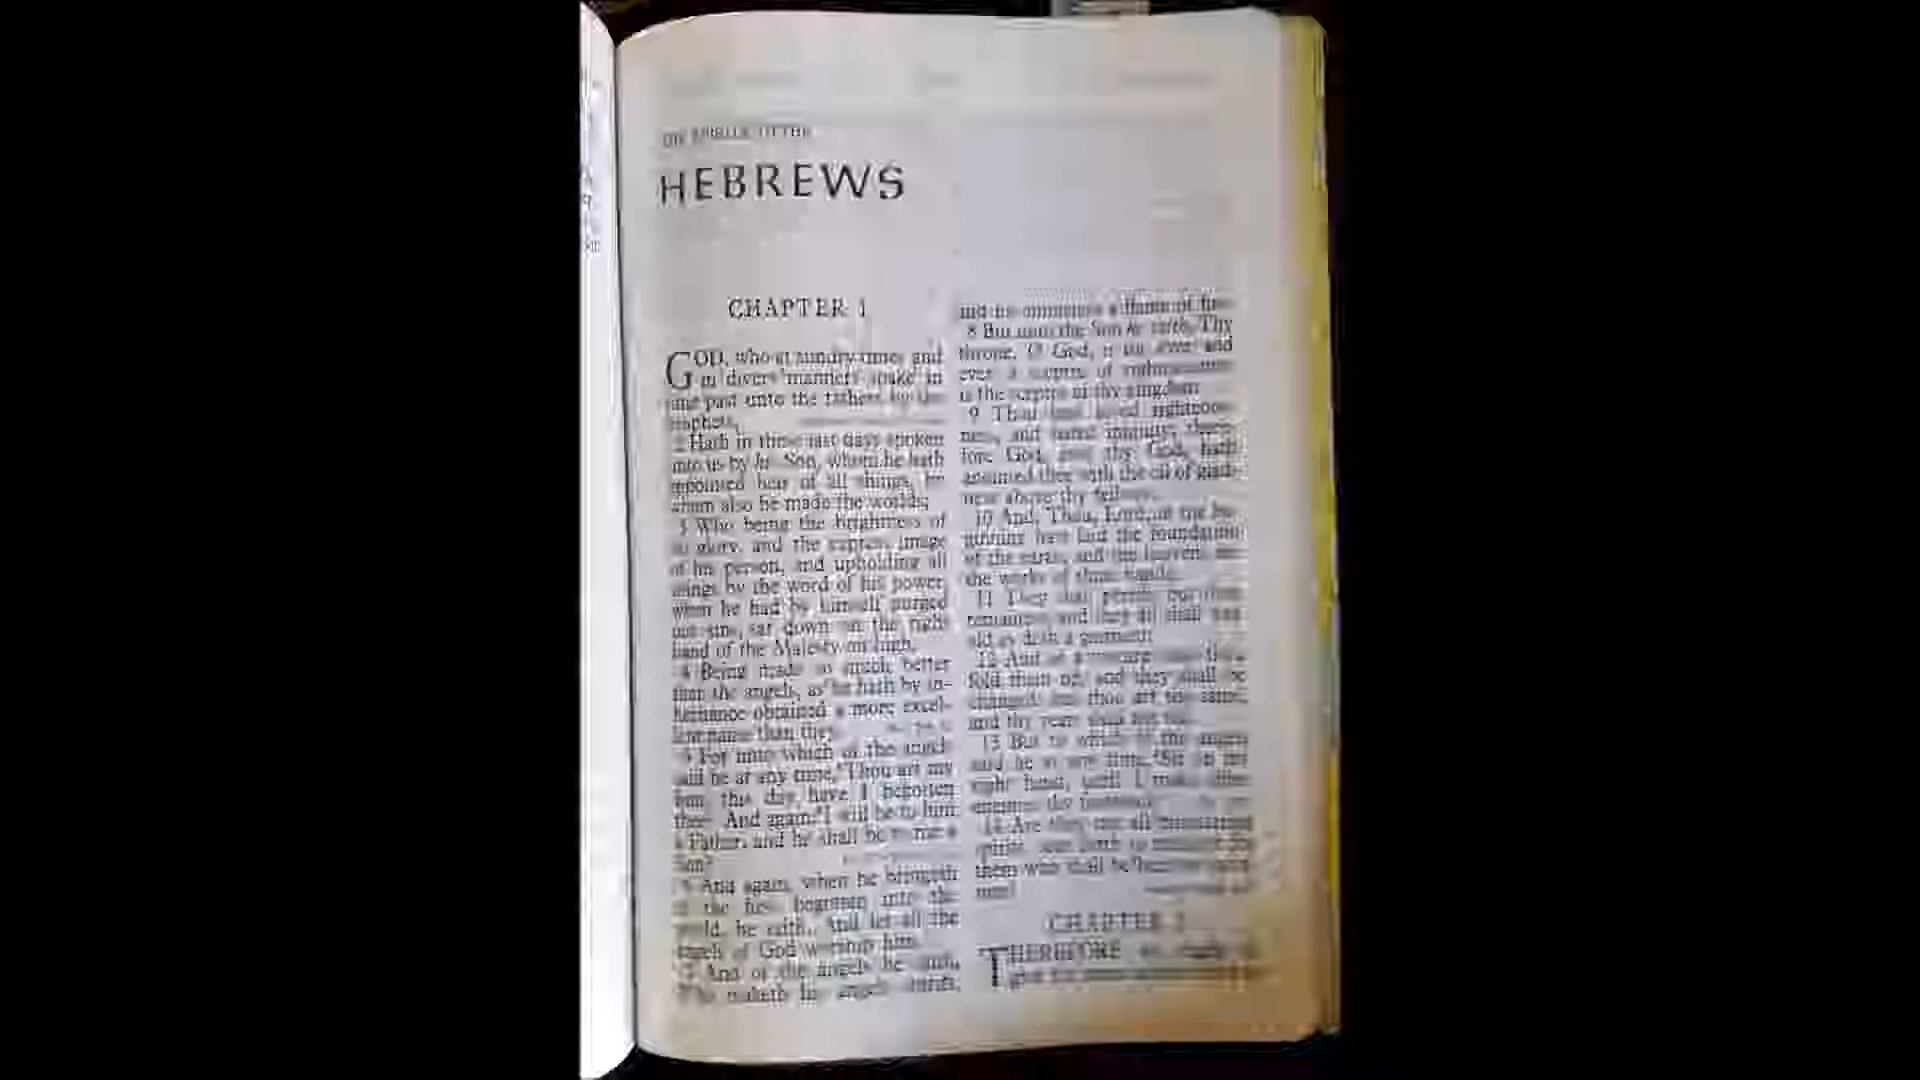 THE EPISTLE TO THE
HEBREWS
CHAPTER 1
GOD, who at sundry times and
in divers manners spake in
time past unto the fathers by the
prophets,
2 Hath in these last days spoken
unto us by his Son, whom he hath
appointed heir of all things, by
whom also he made the worlds;
3 Who being the brightness of
his glory, and the express image
of his person, and upholding all
things by the word of his power,
when he had by himself purged
our sins, sat down on the right
hand of the Majesty on high;
4 Being made so much better
than the angels, as he hath by in-
heritance obtained a more excel-
lent name than they.
5 For unto which of the angels
said he at any time, Thou art my
Son, this day have I begotten
thee? And again, I will be to him
a Father, and he shall be to me a
Son?
6 And again, when he bringeth
in the first begotten into the
world, he saith, And let all the
angels of God worship him.
7 And of the angels he saith,
Who maketh his angels spirits,
and his ministers a flame of fire.
8 But unto the Son he saith, Thy
throne, O God, is for ever and
ever: a sceptre of righteousness
is the sceptre of thy kingdom.
9 Thou hast loved righteous-
ness, and hated iniquity; there-
fore God, even thy God, hath
anointed thee with the oil of glad-
ness above thy fellows.
10 And, Thou, Lord, in the be-
ginning hast laid the foundation
of the earth; and the heavens are
the works of thine hands:
11 They shall perish; but thou
remainest; and they all shall wax
old as doth a garment;
12 And as a vesture shalt thou
fold them up, and they shall be
changed: but thou art the same,
and thy years shall not fail.
13 But to which of the angels
said he at any time, Sit on my
right hand, until I make thine
enemies thy footstool?
14 Are they not all ministering
spirits, sent forth to minister for
them who shall be heirs of
CHAPTER 2
THEREFORE we ought to
give the more